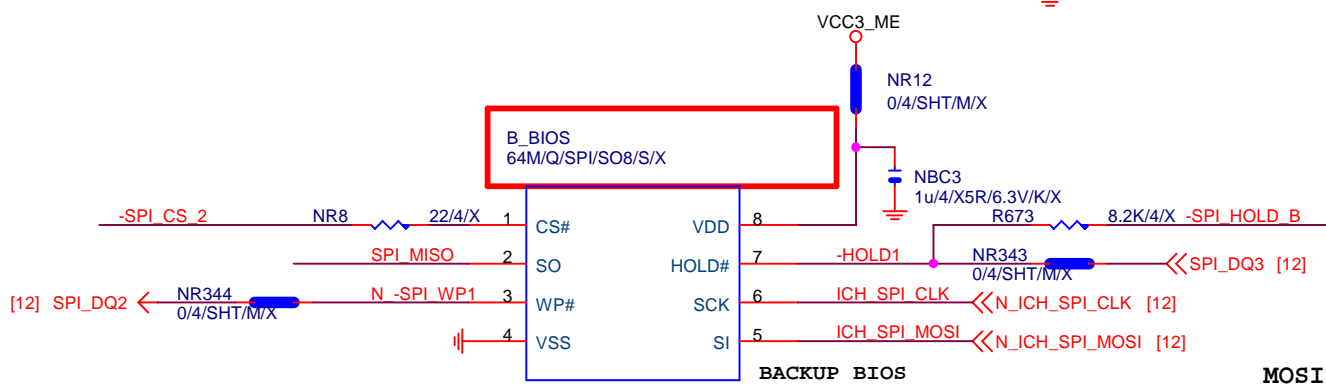 VCC3_ME
NR12
0/4/SHT/M/X
B_BIOS
64M/Q/SPI/SO8/S/X
NBC3
1u/4/X5R/6.3V/K/X
-SPI_CS_2 NR8 22/4/X 1 CS# VDD 8 R673 8.2K/4/X -SPI_HOLD_B
SPI_MISO 2 SO HOLD# 7 -HOLD1 NR343 SPI_DQ3 [12]
0/4/SHT/M/X
[12] SPI_DQ2 NR344 N_-SPI_WP1 3 WP# SCK 6 ICH_SPI_CLK N_ICH_SPI_CLK [12]
0/4/SHT/M/X
4 VSS SI 5 ICH_SPI_MOSI N_ICH_SPI_MOSI [12]
BACKUP BIOS MOSI